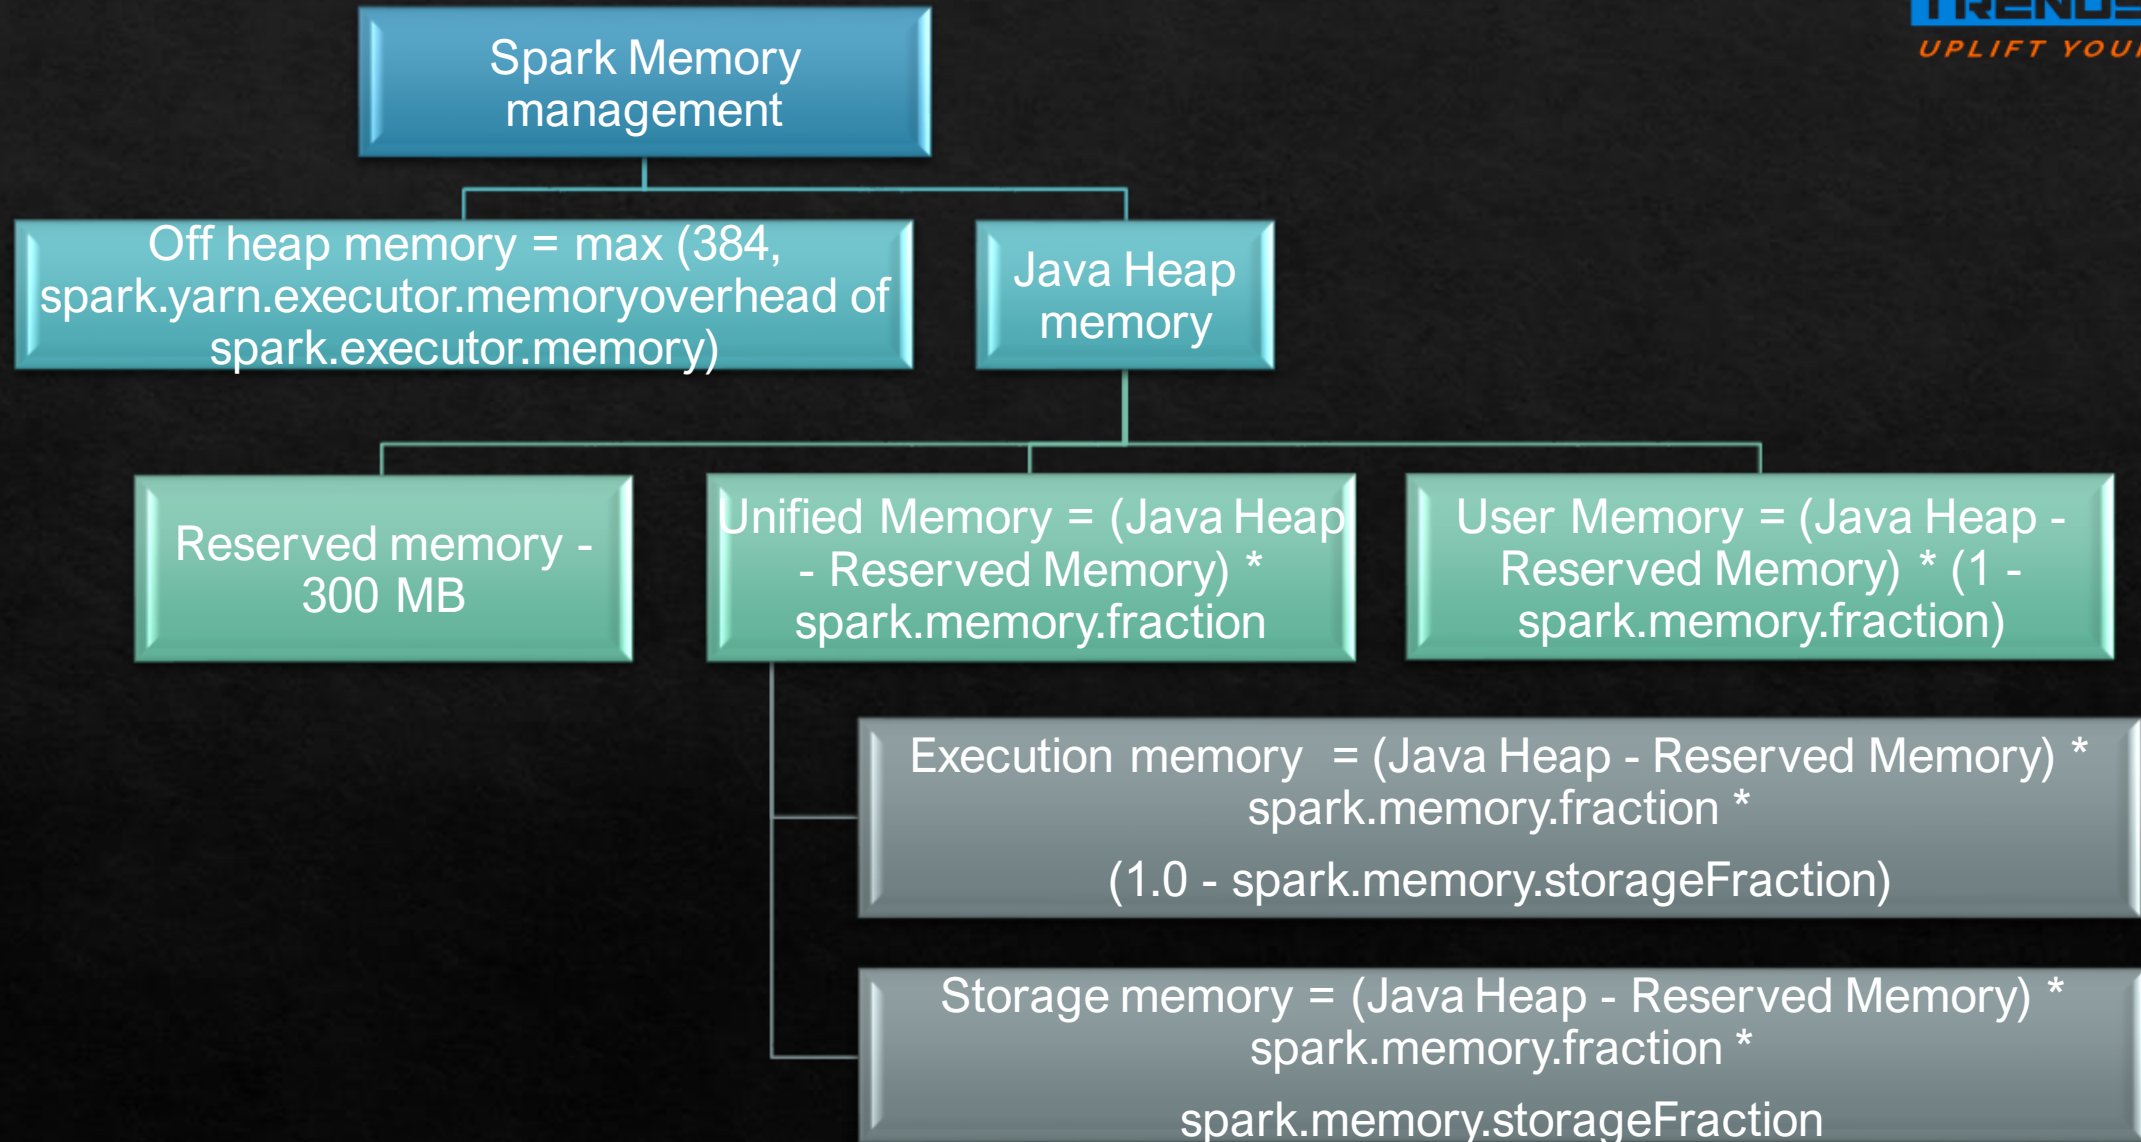 UPLIFT
Spark Memory
management
Off heap memory = max (384,
spark.yarn.executor.memoryoverhead of
spark.executor.memory)
Java Heap
memory
Reserved memory -
300 MB
Unified Memory = (Java Heap
- Reserved Memory) *
spark.memory.fraction
User Memory = (Java Heap -
Reserved Memory) * (1 -
spark.memory.fraction)
Execution memory = (Java Heap - Reserved Memory) *
spark.memory.fraction *
(1.0 - spark.memory.storageFraction)
Storage memory = (Java Heap - Reserved Memory) *
spark.memory.fraction *
spark.memory.storageFraction